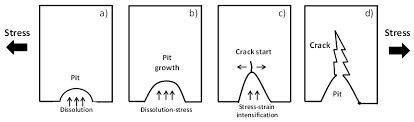 Stress
a)
Pit
Dissolution
b)
Pit
growth
Dissolution-stress
c)
Crack start
Stress-strain
intensification
d)
Crack
Pit
Stress